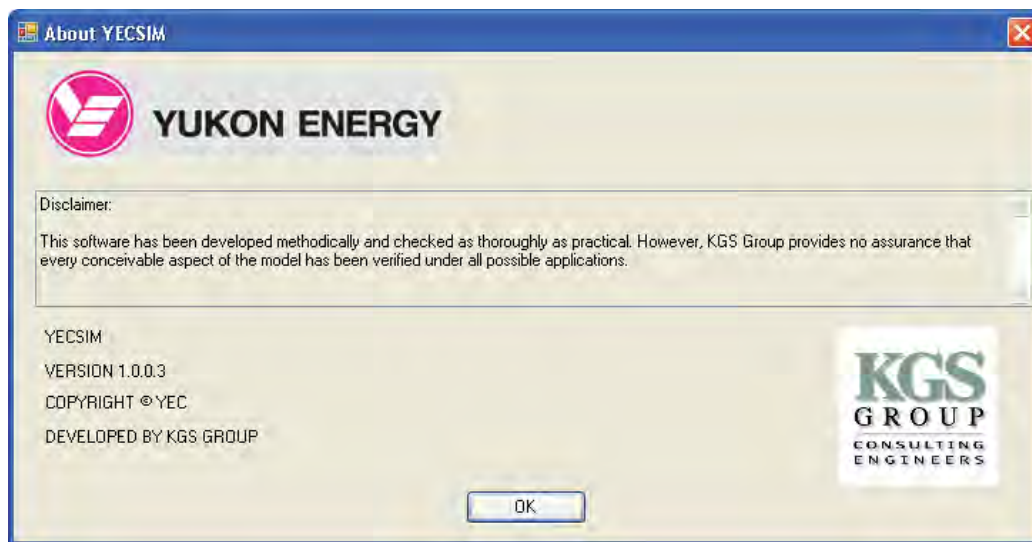 About YECSIM
YUKON ENERGY
Disclaimer:
This software has been developed methodically and checked as thoroughly as practical. However, KGS Group provides no assurance that
every conceivable aspect of the model has been verified under all possible applications.
YECSIM
VERSION 1.0.0.3
COPYRIGHT © YEC
DEVELOPED BY KGS GROUP
KGS
GROUP
CONSULTING
ENGINEERS
OK